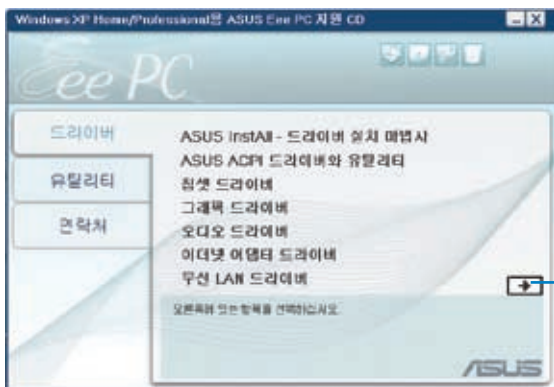 Windows XP Home/Professional용 ASUS Eee PC 지원 CD
Eee PC
드라이버
유틸리티
연락처
ASUS InstAll - 드라이버 설치 마법사
ASUS ACPI 드라이버와 유틸리티
칩셋 드라이버
그래픽 드라이버
오디오 드라이버
이더넷 어댑터 드라이버
무선 LAN 드라이버
오른쪽에 있는 항목을 선택하십시오.
ASUS